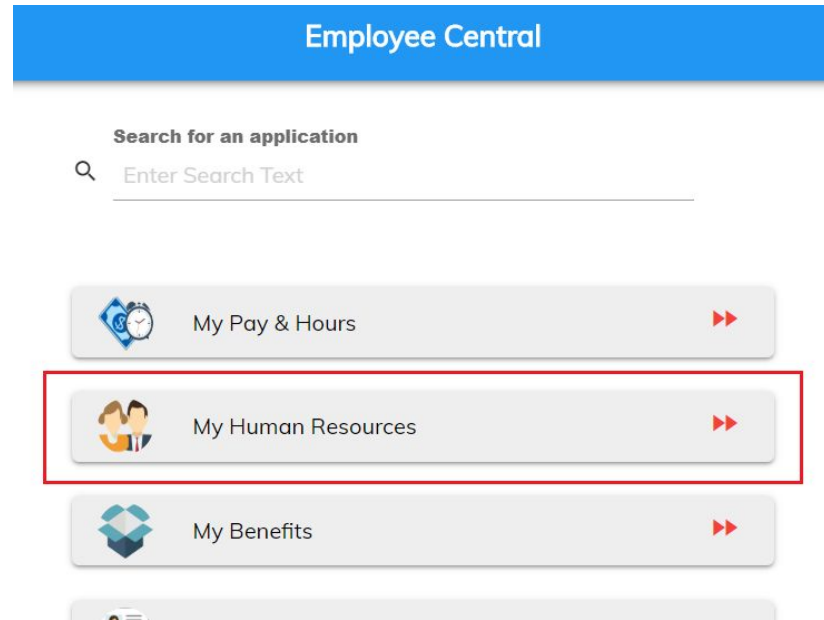 Employee Central
Search for an application
Enter Search Text
My Pay & Hours
My Human Resources
My Benefits